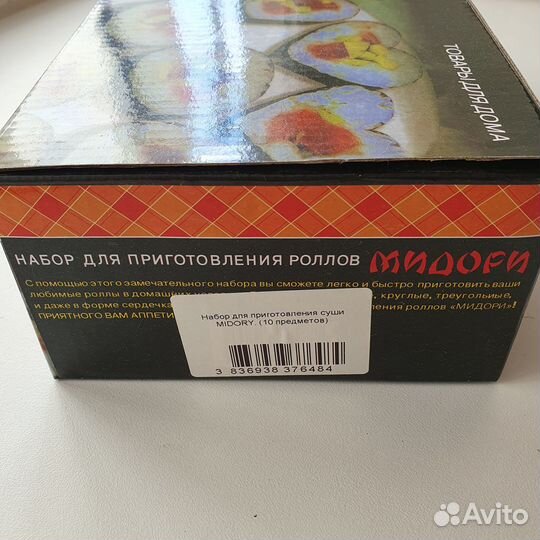 ТОВАРЫ ДЛЯ ДОМА
НАБОР ДЛЯ ПРИГОТОВЛЕНИЯ РОЛЛОВ МИДОРИ
С помощью этого замечательного набора вы сможете легко и быстро приготовить ваши
любимые роллы в домашних круглые, треугольные,
и даже в форме сердечка роллов «МИДОРИ»!
ПРИЯТНОГО ВАМ
Набор для приготовления суши
MIDORY. (10 предметов)
3 836938 376484
Avito